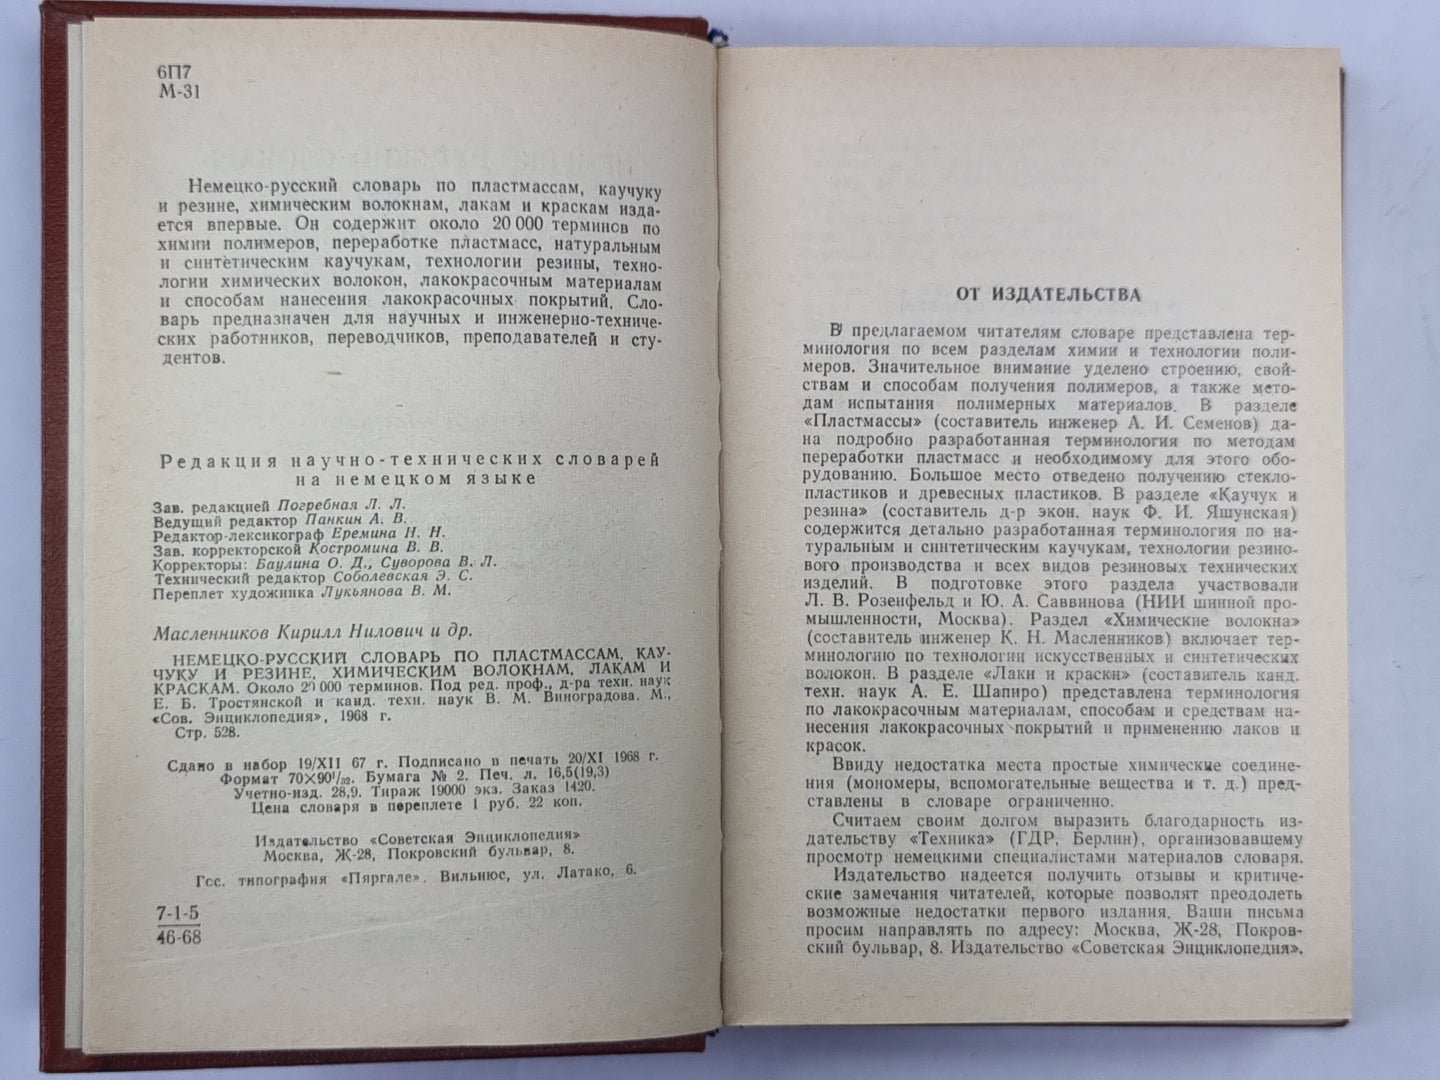 6П7
М-31
Немецко-русский словарь по пластмассам, каучуку
и резине, химическим волокнам, лакам и краскам изда-
ется впервые. Он содержит около 20 000 терминов по
химии полимеров, переработке пластмасс, натуральным
и синтетическим каучукам, технологии резины, техно-
логии химических волокон, лакокрасочным материалам
и способам нанесения лакокрасочных покрытий. Сло-
варь предназначен для научных и инженерно-техниче-
ских работников, переводчиков, преподавателей и сту-
дентов.
Редакция научно-технических словарей
на немецком языке
Зав. редакцией Погребная Л. Л.
Ведущий редактор Панкин А. В.
Редактор-лексикограф Еремина Н. Н.
Зав. корректорской Костромина В. В.
Корректоры: Баулина О. Д., Суворова В. Л.
Технический редактор Соболевская Э. С.
Переплет художника Лукьянова В. М.
Масленников Кирилл Нилович и др.
НЕМЕЦКО-РУССКИЙ СЛОВАРЬ ПО ПЛАСТМАССАМ, КАУ-
ЧУКУ И РЕЗИНЕ, ХИМИЧЕСКИМ ВОЛОКНАМ, ЛАКАМ И
КРАСКАМ. Около 20 000 терминов. Под ред. проф., д-ра техн. наук
Е. Б. Тростянской и канд. техн. наук В. М. Виноградова. М.,
«Сов. Энциклопедия», 1968 г.
Стр. 528.
Сдано в набор 19/XII 67 г. Подписано в печать 20/XI 1968 г.
Формат 70×90¹/₃₂. Бумага № 2. Печ. л. 16,5(19,3)
Учетно-изд. 28,9. Тираж 19000 экз. Заказ 1420.
Цена словаря в переплете 1 руб. 22 коп.
Издательство «Советская Энциклопедия»
Москва, Ж-28, Покровский бульвар, 8.
Гос. типография «Пяргале». Вильнюс, ул. Латако, 6.
7-1-5
46-68
ОТ ИЗДАТЕЛЬСТВА
В предлагаемом читателям словаре представлена тер-
минология по всем разделам химии и технологии поли-
меров. Значительное внимание уделено строению, свой-
ствам и способам получения полимеров, а также мето-
дам испытания полимерных материалов. В разделе
«Пластмассы» (составитель инженер А. И. Семенов) да-
на подробно разработанная терминология по методам
переработки пластмасс и необходимому для этого обо-
рудованию. Большое место отведено получению стекло-
пластиков и древесных пластиков. В разделе «Каучук и
резина» (составитель д-р экон. наук Ф. И. Яшунская)
содержится детально разработанная терминология по на-
туральным и синтетическим каучукам, технологии резино-
вого производства и всех видов резиновых технических
изделий. В подготовке этого раздела участвовали
Л. В. Розенфельд и Ю. А. Саввинова (НИИ шинной про-
мышленности, Москва). Раздел «Химические волокна»
(составитель инженер К. Н. Масленников) включает тер-
минологию по технологии искусственных и синтетических
волокон. В разделе «Лаки и краски» (составитель канд.
техн. наук А. Е. Шапиро) представлена терминология
по лакокрасочным материалам, способам и средствам на-
несения лакокрасочных покрытий и применению лаков и
красок.
Ввиду недостатка места простые химические соедине-
ния (мономеры, вспомогательные вещества и т. д.) пред-
ставлены в словаре ограниченно.
Считаем своим долгом выразить благодарность из-
дательству «Техника» (ГДР, Берлин), организовавшему
просмотр немецкими специалистами материалов словаря.
Издательство надеется получить отзывы и критиче-
ские замечания читателей, которые позволят преодолеть
возможные недостатки первого издания. Ваши письма
просим направлять по адресу: Москва, Ж-28, Покров-
ский бульвар, 8. Издательство «Советская Энциклопедия».